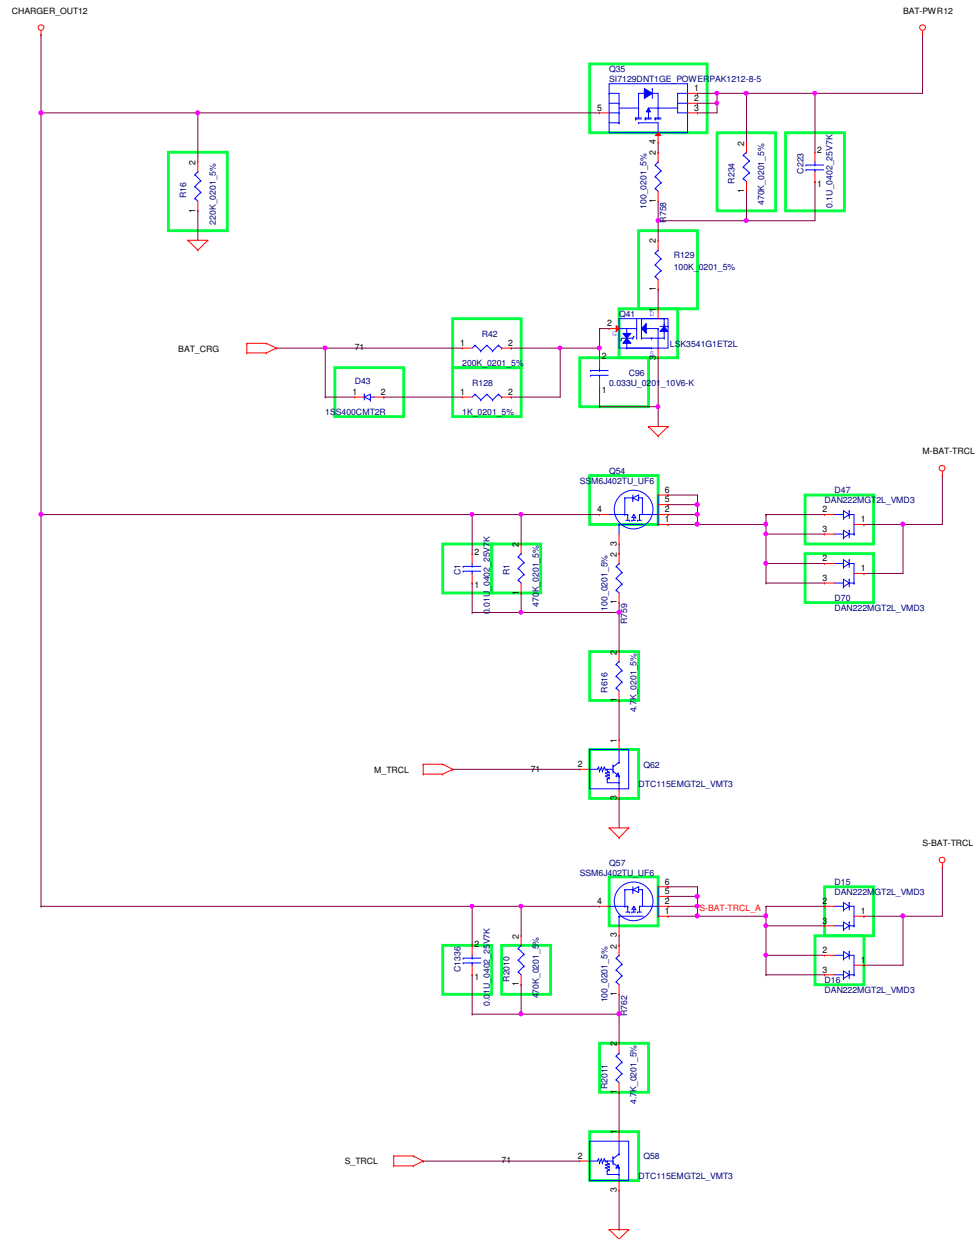 CHARGER_OUT12
BAT-PWR12
Q35
SI7129DNT1GE_POWERPAK1212-8-5
5
1
2
3
4
2
R16
1
220K_0201_5%
2
100_0201_5%
1
R758
2
R234
1
470K_0201_5%
2
C223
1
0.1U_0402_25V7K
2
R129
100K_0201_5%
1
Q41
1
2
LSK3541G1ET2L
3
BAT_CRG
71
R42
1
2
200K_0201_5%
D43
1
2
1SS400CMT2R
R128
1
2
1K_0201_5%
2
C96
0.033U_0201_10V6-K
1
M-BAT-TRCL
Q54
SSM6J402TU_UF6
4
6
5
2
1
3
D47
DAN222MGT2L_VMD3
2
3
1
2
3
1
D70
DAN222MGT2L_VMD3
2
C1
1
0.01U_0402_25V7K
2
R1
1
470K_0201_5%
2
100_0201_5%
1
R759
2
R616
1
4.7K_0201_5%
M_TRCL
71
2
1
Q62
DTC115EMGT2L_VMT3
3
S-BAT-TRCL
Q57
SSM6J402TU_UF6
4
6
5
2
1
3
S-BAT-TRCL_A
D15
DAN222MGT2L_VMD3
2
3
1
2
3
1
D16
DAN222MGT2L_VMD3
2
C1336
1
0.01U_0402_25V7K
2
R2010
1
470K_0201_5%
2
100_0201_5%
1
R762
2
R2011
1
4.7K_0201_5%
S_TRCL
71
2
1
Q58
DTC115EMGT2L_VMT3
3